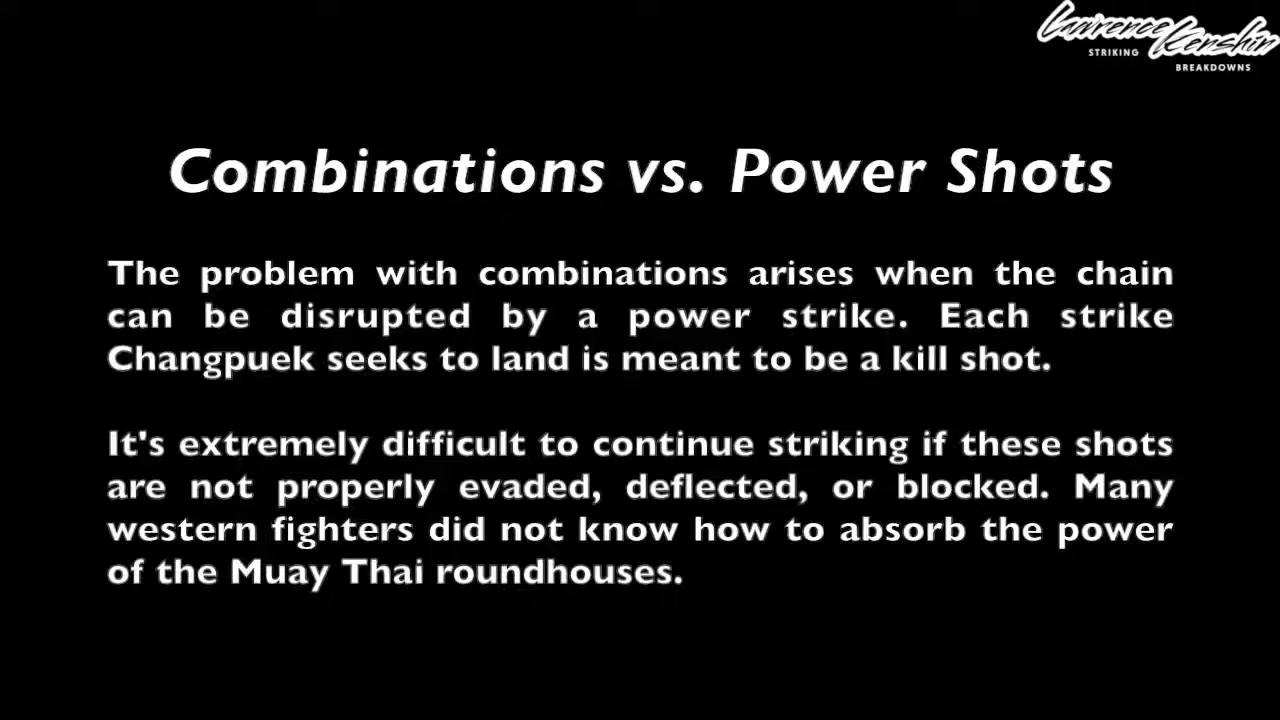 Lawrence Kenshin
STRIKING
BREAKDOWNS
Combinations vs. Power Shots
The problem with combinations arises when the chain
can be disrupted by a power strike. Each strike
Changpuek seeks to land is meant to be a kill shot.
It's extremely difficult to continue striking if these shots
are not properly evaded, deflected, or blocked. Many
western fighters did not know how to absorb the power
of the Muay Thai roundhouses.